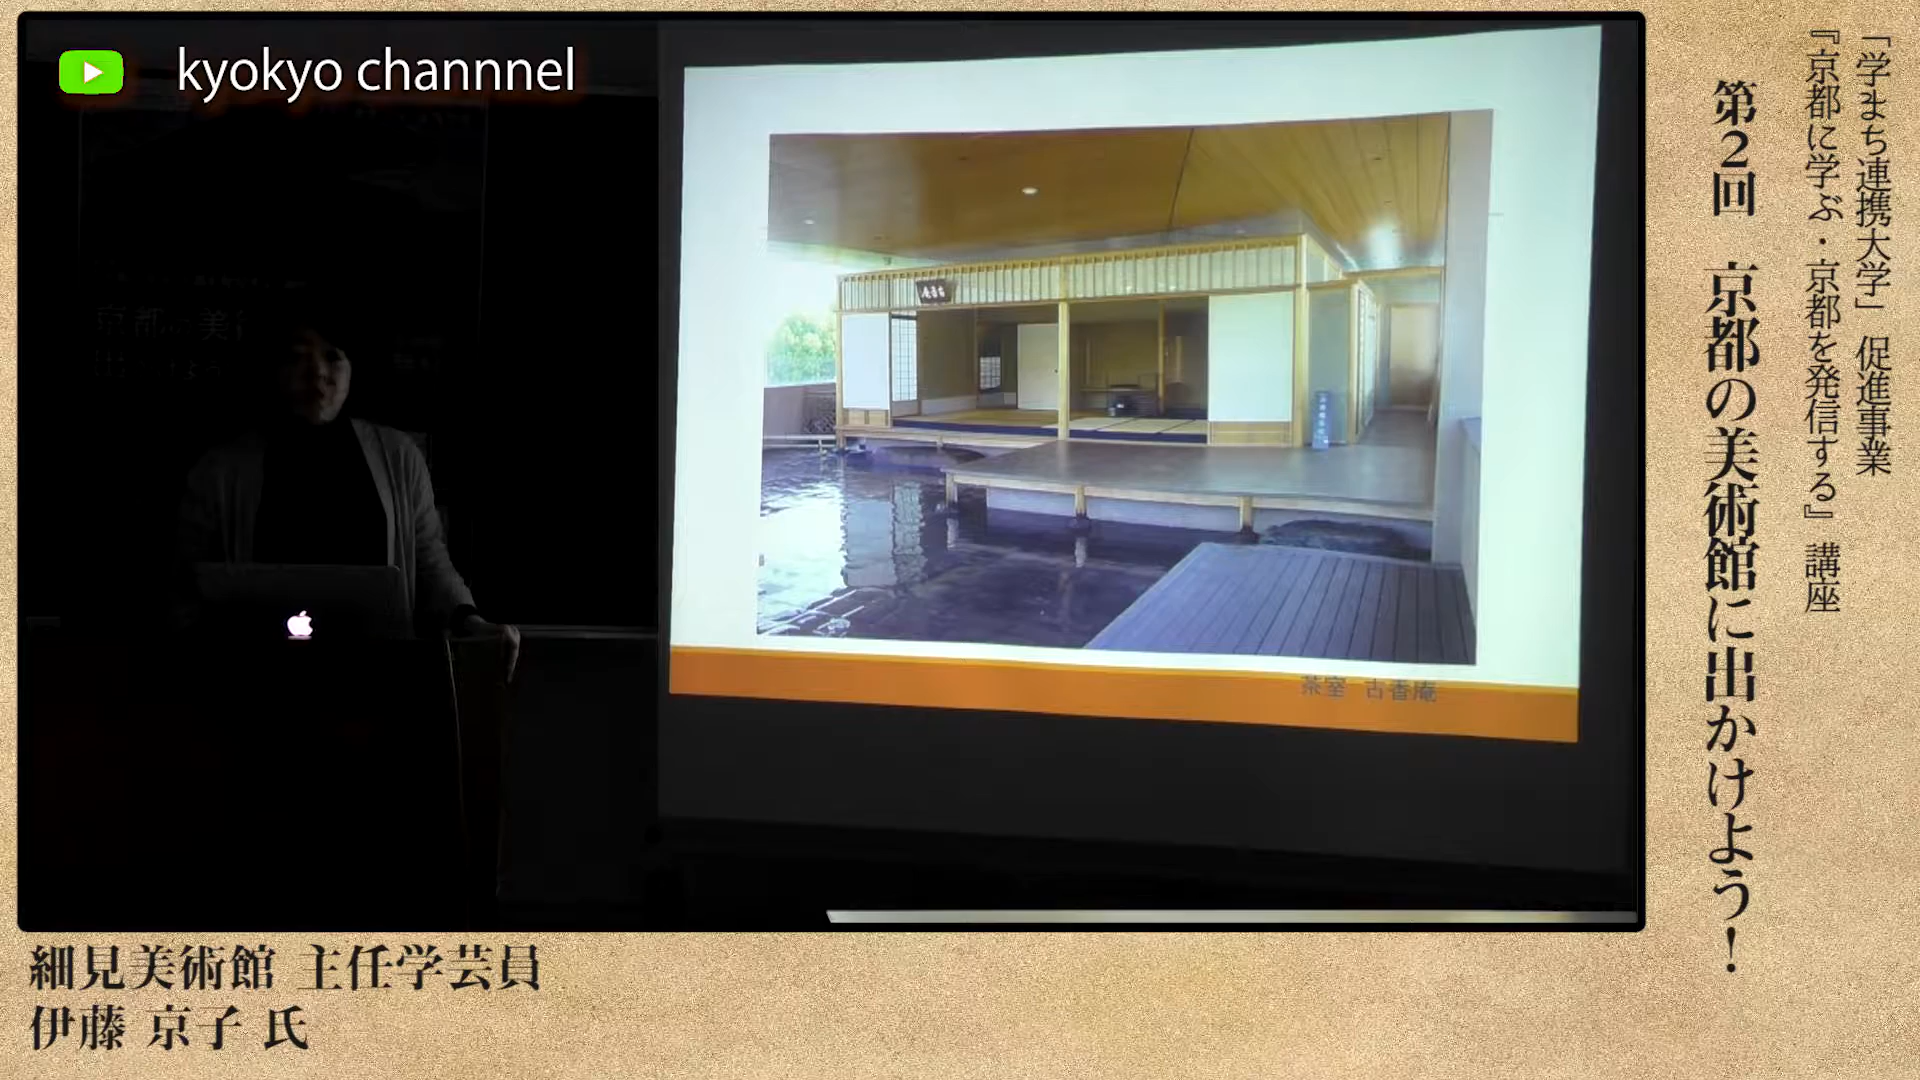 kyokyo channnel
「学まち連携大学」促進事業
『京都に学ぶ・京都を発信する』講座
第2回 京都の美術館に出かけよう！
茶室 古香庵
細見美術館 主任学芸員
伊藤 京子 氏